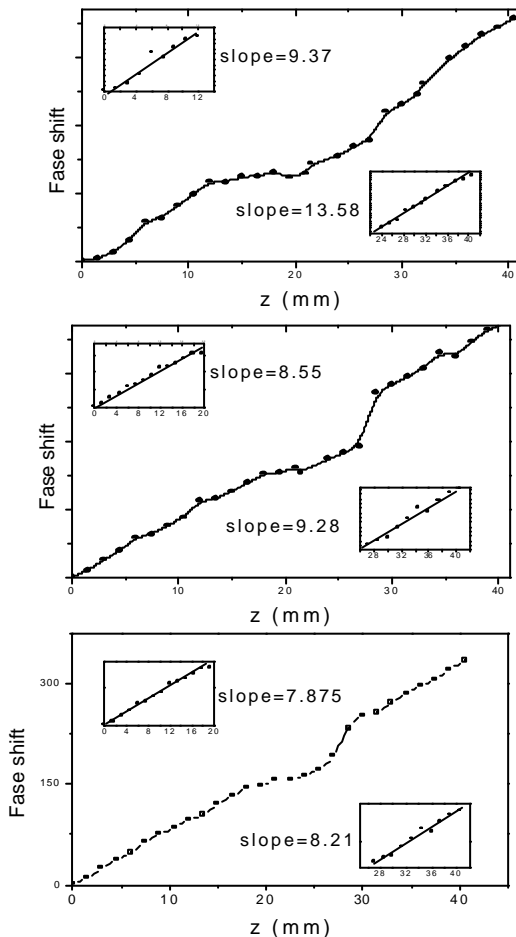 slope=9.37
0 4 8 12
Fase shift
slope=13.58
24 28 32 36 40
0 10 20 30 40
z (mm)
slope=8.55
0 4 8 12 16 20
Fase shift
slope=9.28
28 32 36 40
0 10 20 30 40
z (mm)
300
150
0
slope=7.875
0 4 8 12 16 20
Fase shift
slope=8.21
28 32 36 40
0 10 20 30 40
z (mm)